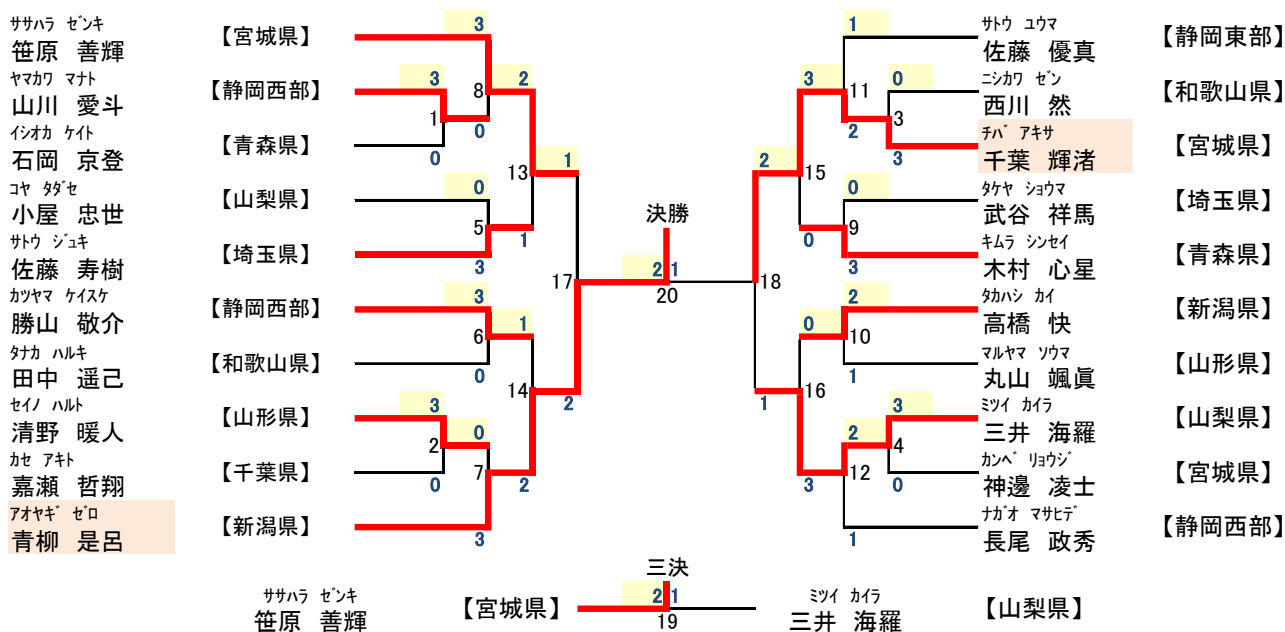 ササハラ ゼンキ
笹原 善輝 【宮城県】
ヤマカワ マナト
山川 愛斗 【静岡西部】
イシオカ ケイト
石岡 京登 【青森県】
コヤ タダセ
小屋 忠世 【山梨県】
サトウ ジュキ
佐藤 寿樹 【埼玉県】
カツヤマ ケイスケ
勝山 敬介 【静岡西部】
タナカ ハルキ
田中 遥己 【和歌山県】
セイノ ハルト
清野 暖人 【山形県】
カセ アキト
嘉瀬 哲翔 【千葉県】
アオヤギ ゼロ
青柳 是呂 【新潟県】
3
3
8
2
1
0
0
13
1
0
5
1
3
17
3
6
1
0
14
2
3
2
0
0
7
2
3
決勝
2 1
20
1
3
11
0
2
3
3
2
15
0
0
9
3
18
2
0
10
1
1
16
3
2
4
12
0
3
1
サトウ ユウマ
佐藤 優真 【静岡東部】
ニシカワ ゼン
西川 然 【和歌山県】
チバ アキサ
千葉 輝渚 【宮城県】
タケヤ ショウマ
武谷 祥馬 【埼玉県】
キムラ シンセイ
木村 心星 【青森県】
タカハシ カイ
高橋 快 【新潟県】
マルヤマ ソウマ
丸山 颯眞 【山形県】
ミツイ カイラ
三井 海羅 【山梨県】
カンベ リョウジ
神邊 凌士 【宮城県】
ナガオ マサヒデ
長尾 政秀 【静岡西部】
三決
ササハラ ゼンキ
笹原 善輝 【宮城県】
2 1
19
ミツイ カイラ
三井 海羅 【山梨県】